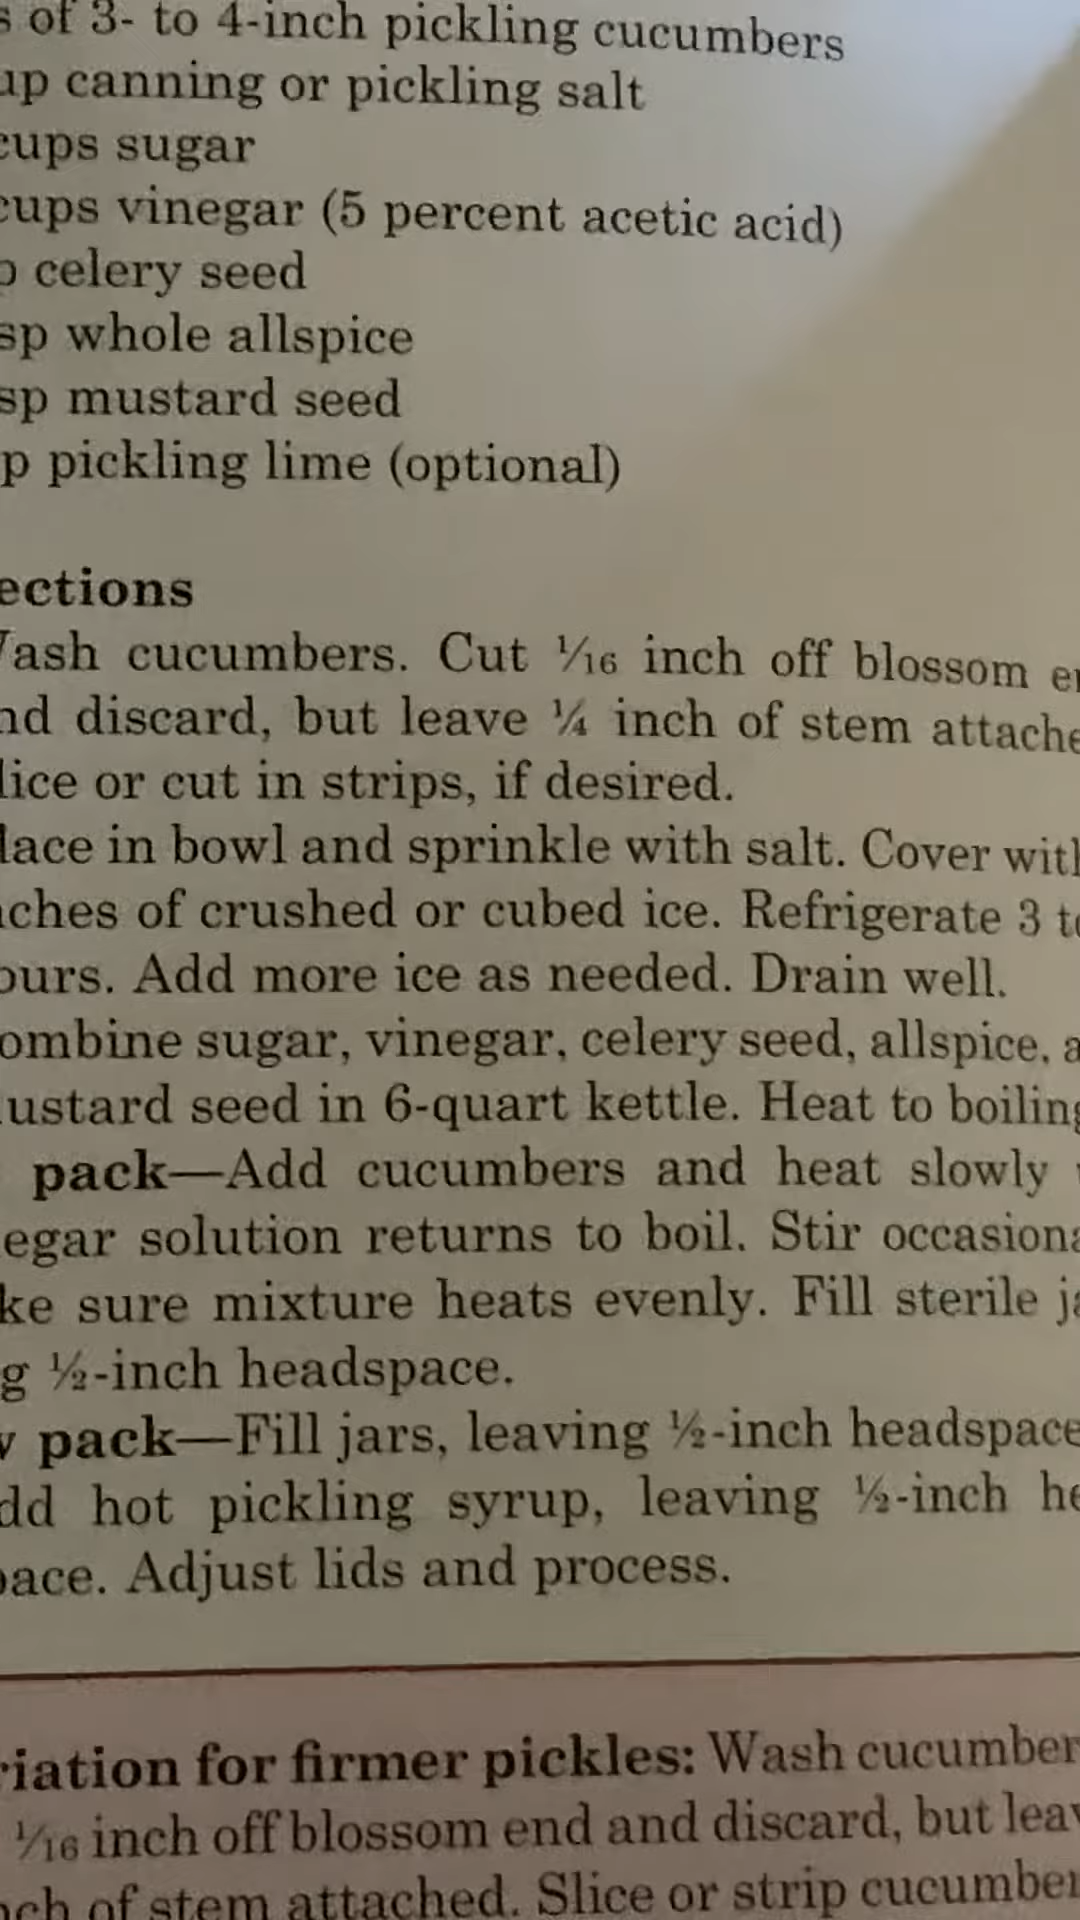 s of 3- to 4-inch pickling cucumbers
up canning or pickling salt
cups sugar
cups vinegar (5 percent acetic acid)
p celery seed
sp whole allspice
sp mustard seed
p pickling lime (optional)
ections
Wash cucumbers. Cut 1/16 inch off blossom en
nd discard, but leave ¼ inch of stem attache
lice or cut in strips, if desired.
lace in bowl and sprinkle with salt. Cover with
nches of crushed or cubed ice. Refrigerate 3 to
ours. Add more ice as needed. Drain well.
ombine sugar, vinegar, celery seed, allspice, a
ustard seed in 6-quart kettle. Heat to boiling
pack—Add cucumbers and heat slowly
egar solution returns to boil. Stir occasiona
ke sure mixture heats evenly. Fill sterile ja
g ½-inch headspace.
w pack—Fill jars, leaving ½-inch headspace
dd hot pickling syrup, leaving ½-inch he
pace. Adjust lids and process.
riation for firmer pickles: Wash cucumber
1/16 inch off blossom end and discard, but leav
nch of stem attached. Slice or strip cucumber